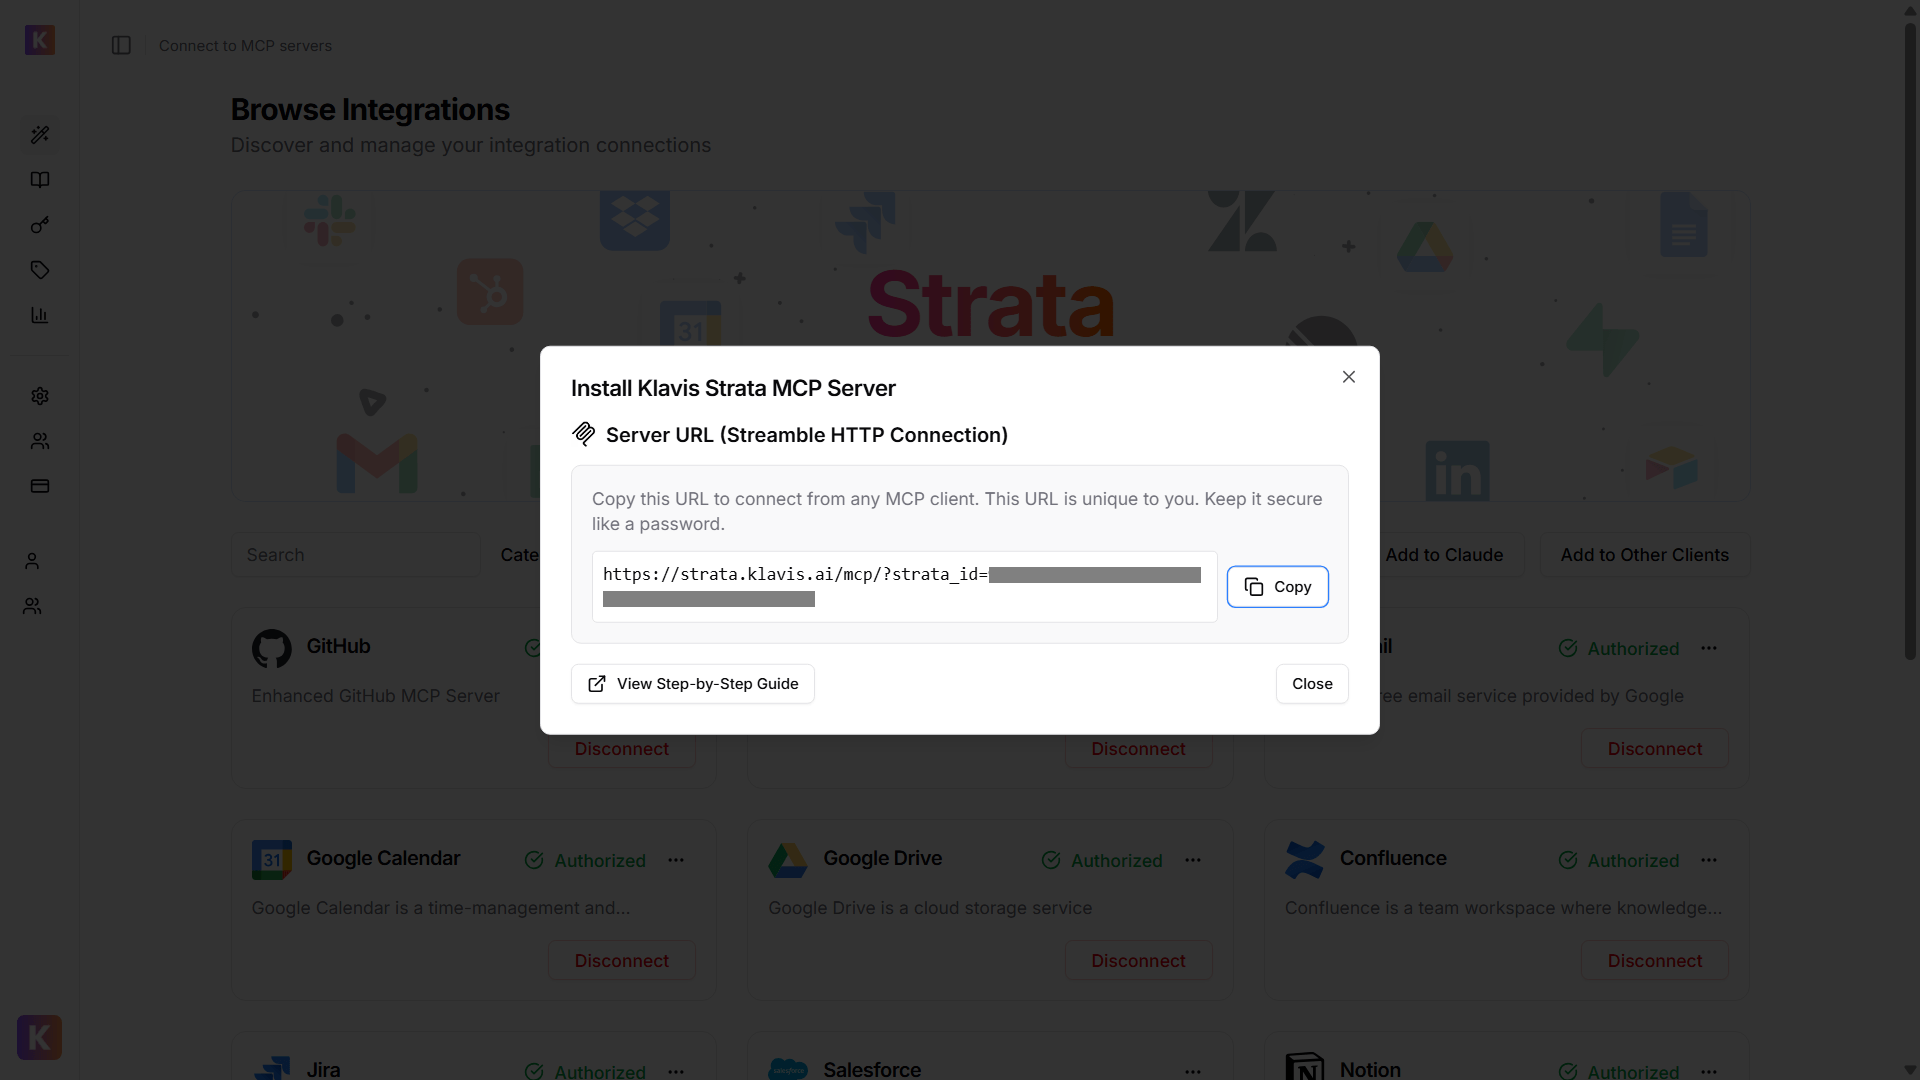 K
Connect to MCP servers
Browse Integrations
Discover and manage your integration connections
31
Strata
in
Install Klavis Strata MCP Server
Server URL (Streamble HTTP Connection)
Copy this URL to connect from any MCP client. This URL is unique to you. Keep it secure
like a password.
https://strata.klavis.ai/mcp/?strata_id=
Copy
View Step-by-Step Guide
Close
Search
Cate
Add to Claude
Add to Other Clients
GitHub
Enhanced GitHub MCP Server
Disconnect
Disconnect
il
Authorized
ree email service provided by Google
Disconnect
31
Google Calendar
Authorized
Google Calendar is a time-management and...
Disconnect
Google Drive
Authorized
Google Drive is a cloud storage service
Disconnect
Confluence
Authorized
Confluence is a team workspace where knowledge...
Disconnect
Jira
Authorized
salesforce
Salesforce
N
Notion
Authorized
K